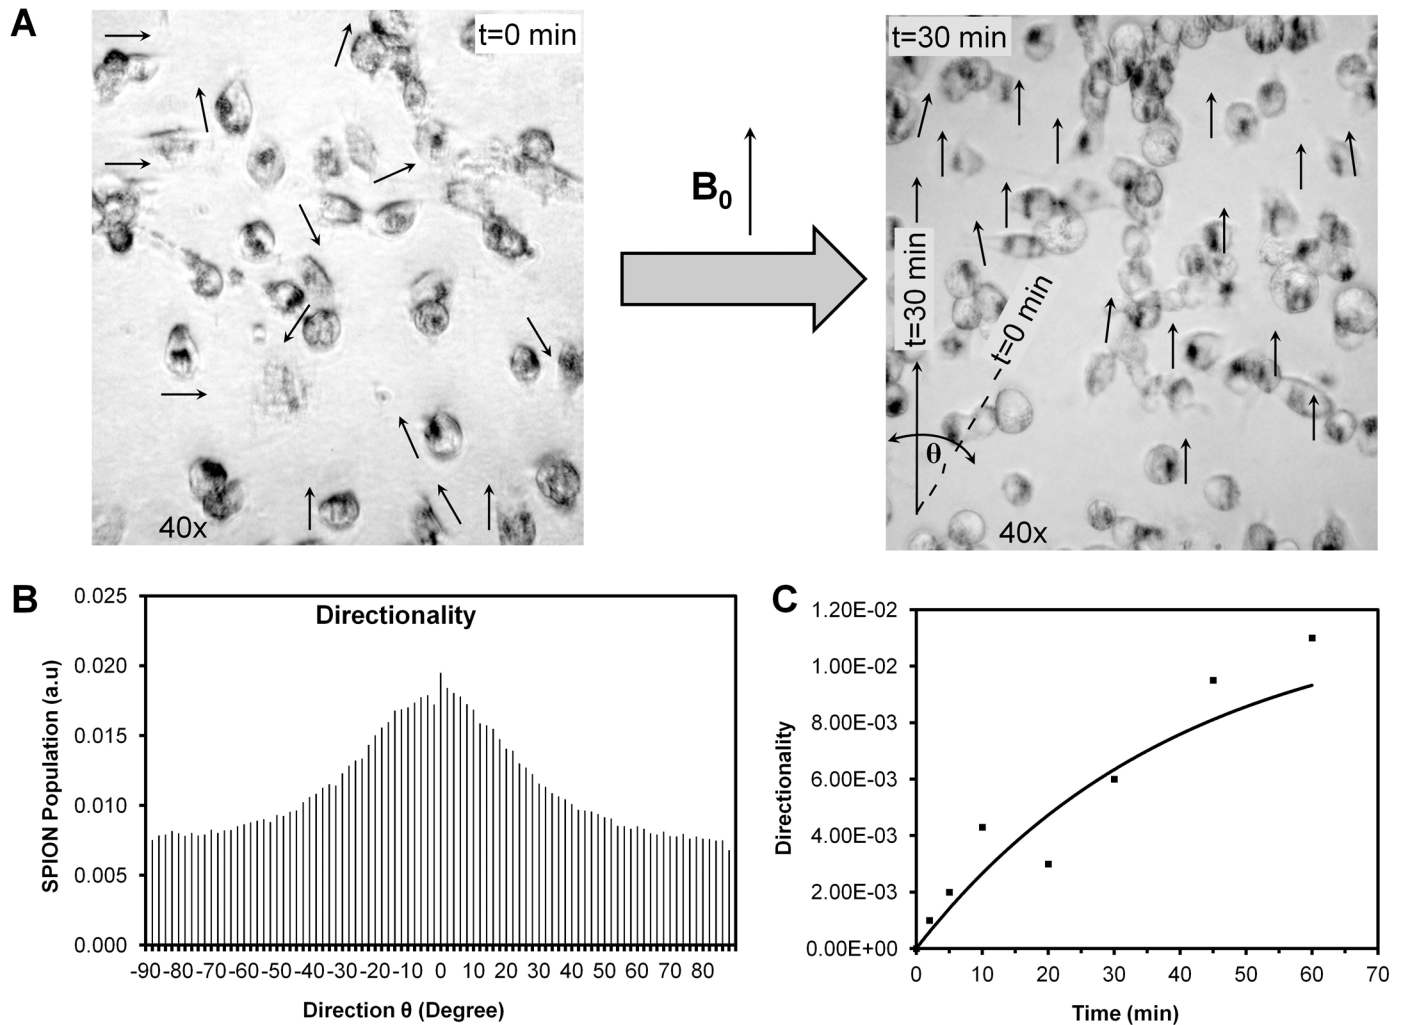 A
t=0 min
40x
B0
t=30 min
t=30 min
t=0 min
θ
40x
B
Directionality
SPION Population (a.u)
0.025
0.020
0.015
0.010
0.005
0.000
-90 -80 -70 -60 -50 -40 -30 -20 -10 0 10 20 30 40 50 60 70 80
Direction θ (Degree)
C
Directionality
1.20E-02
1.00E-02
8.00E-03
6.00E-03
4.00E-03
2.00E-03
0.00E+00
0 10 20 30 40 50 60 70
Time (min)